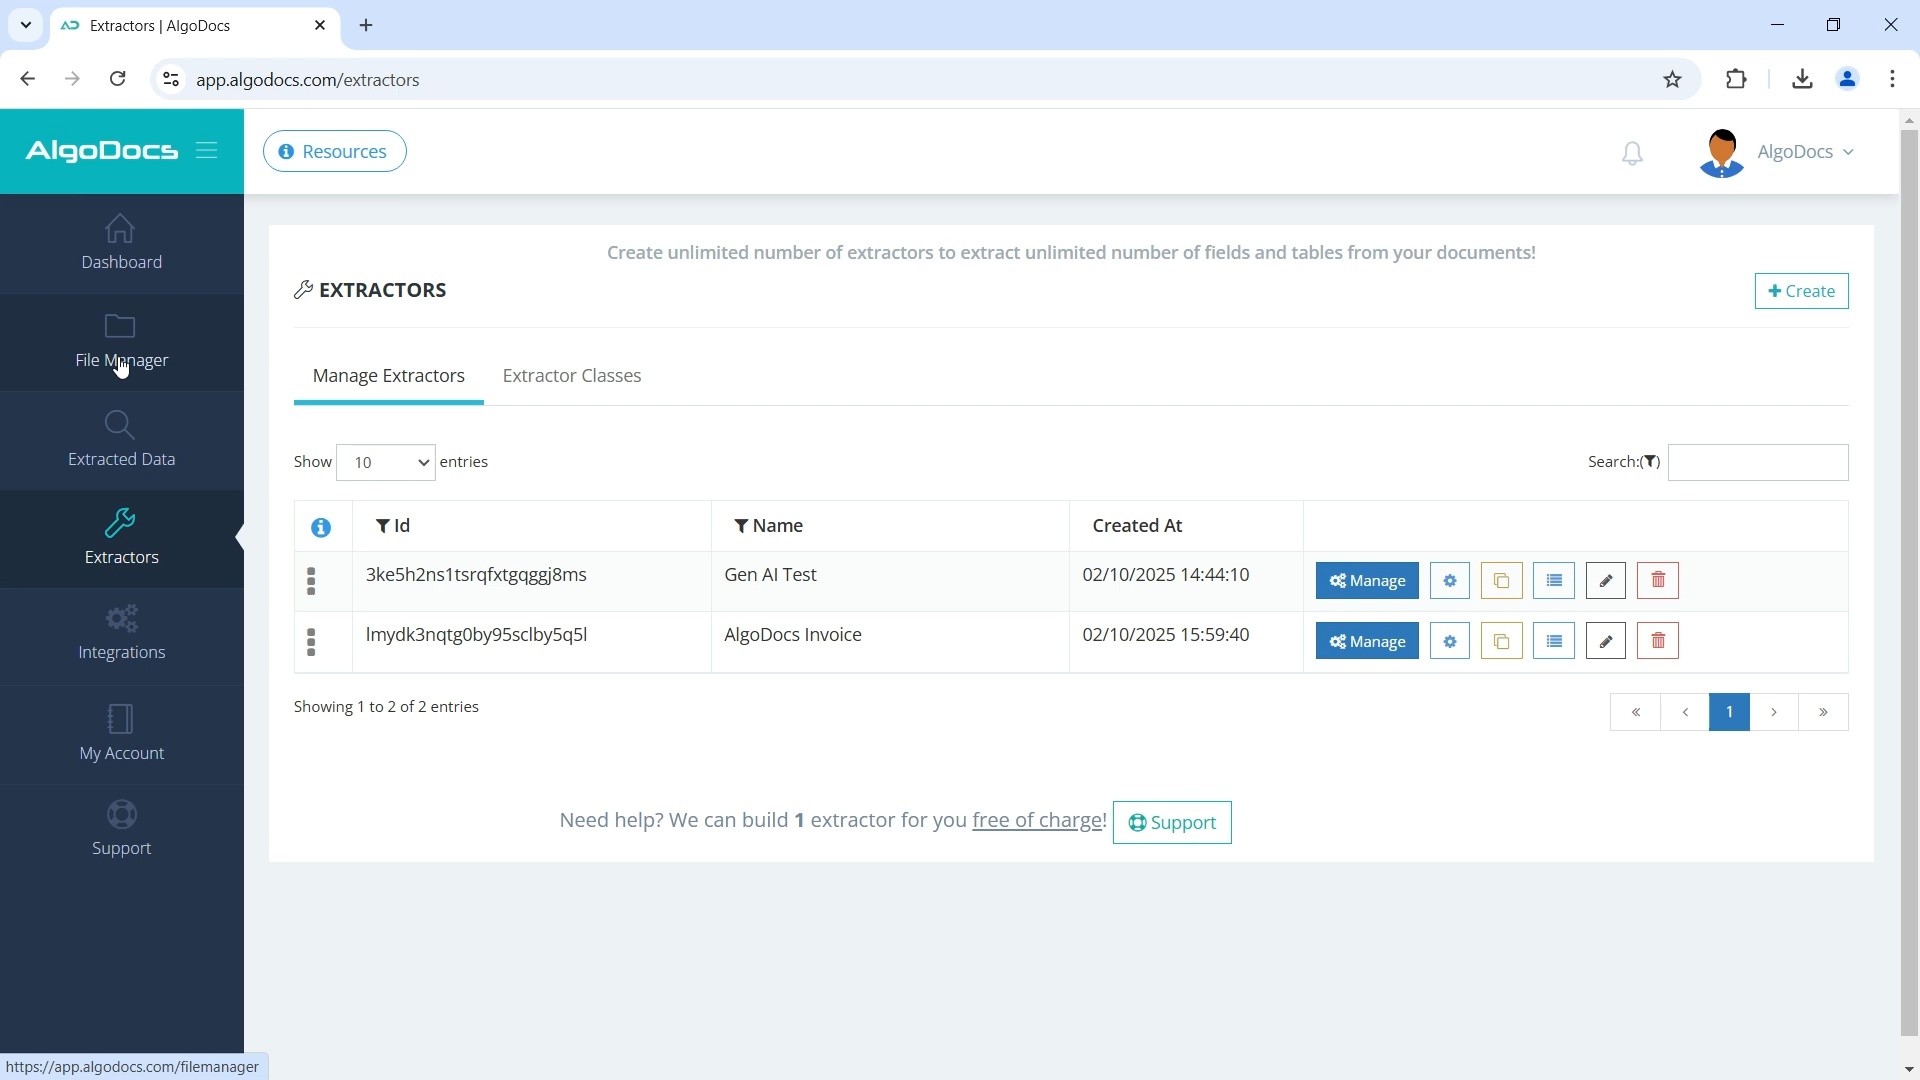 Extractors | AlgoDocs
app.algodocs.com/extractors
AlgoDocs
Resources
AlgoDocs
Dashboard
File Manager
Extracted Data
Extractors
Integrations
My Account
Support
Create unlimited number of extractors to extract unlimited number of fields and tables from your documents!
EXTRACTORS
Create
Manage Extractors
Extractor Classes
Show 10 entries
Search:
Id Name Created At
3ke5h2ns1tsrqfxtgqggj8ms Gen AI Test 02/10/2025 14:44:10 Manage
lmydk3nqtg0by95sclby5q5l AlgoDocs Invoice 02/10/2025 15:59:40 Manage
Showing 1 to 2 of 2 entries
« ‹ 1 › »
Need help? We can build 1 extractor for you free of charge! Support
https://app.algodocs.com/filemanager